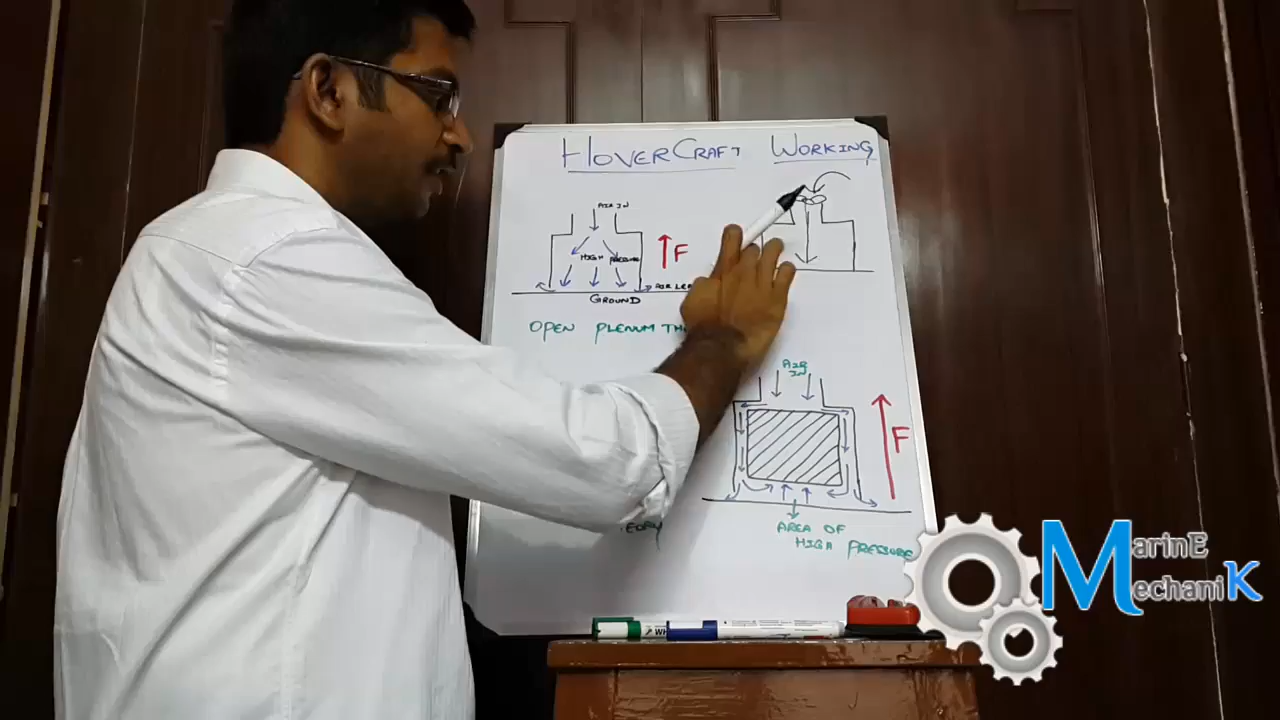 HOVERCRAFT WORKING
AIR IN
HIGH PRESSURE
F
GROUND
OPEN PLENUM
AIR
IN
F
AREA OF
HIGH PRESSURE
MarinE
MechaniK